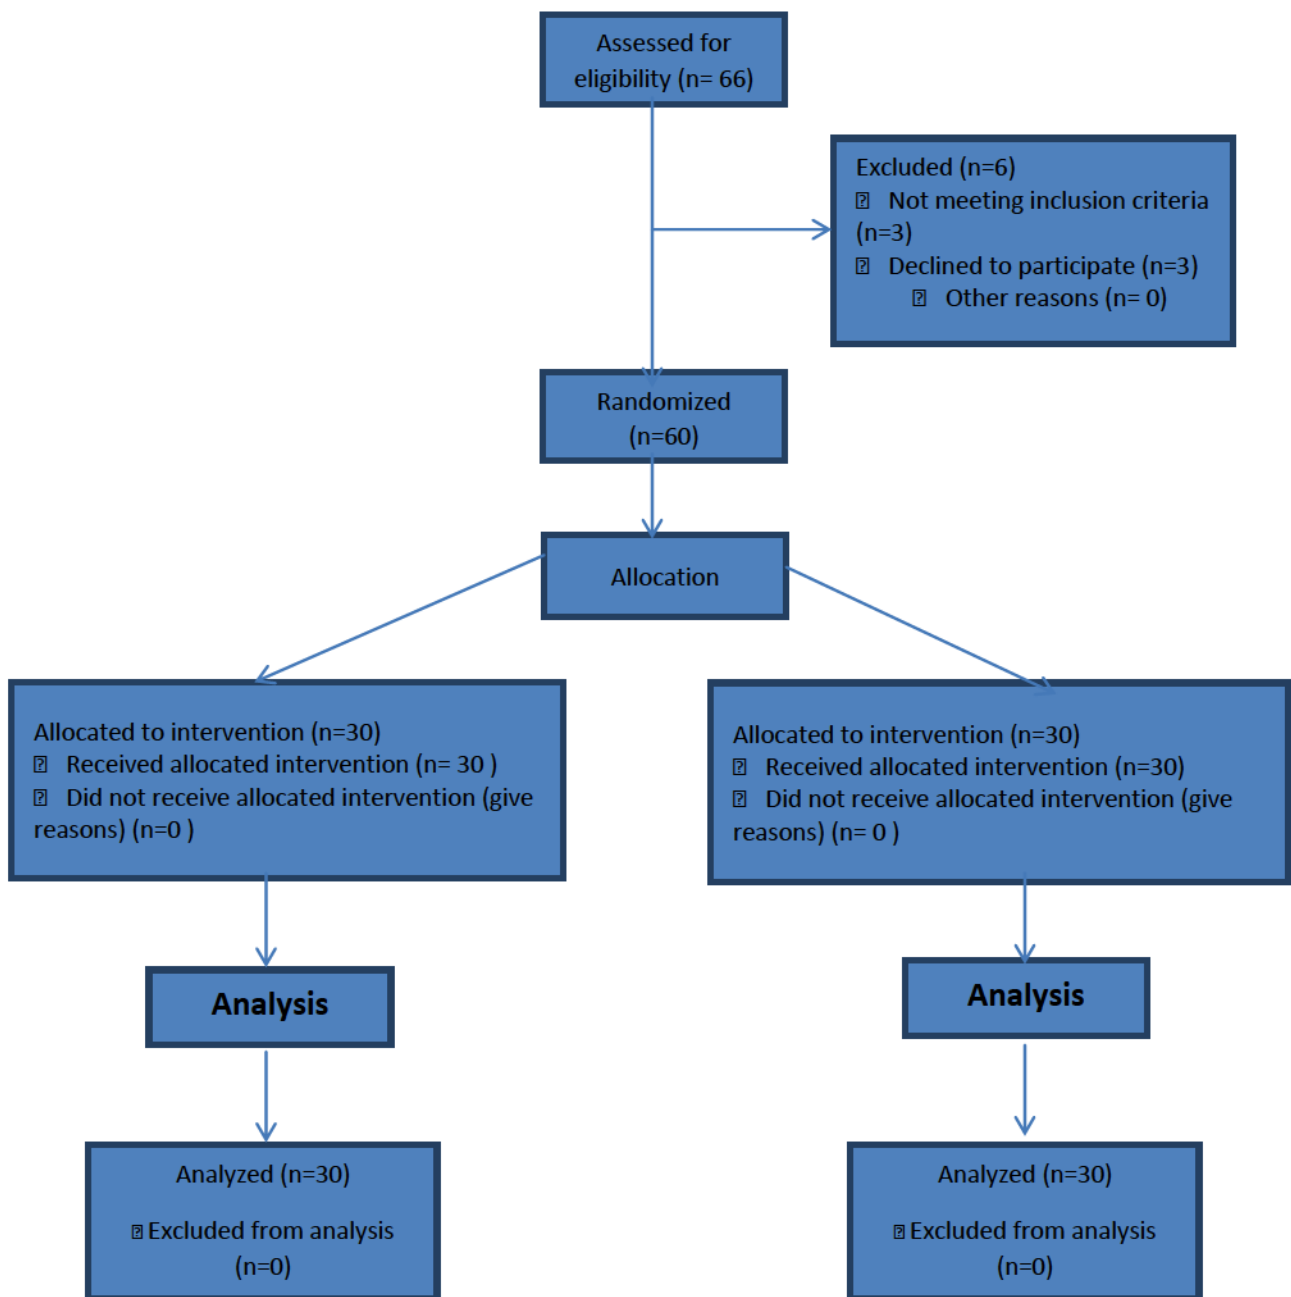 Assessed for
eligibility (n= 66)
Excluded (n=6)
⍰ Not meeting inclusion criteria
(n=3)
⍰ Declined to participate (n=3)
⍰ Other reasons (n= 0)
Randomized
(n=60)
Allocation
Allocated to intervention (n=30)
⍰ Received allocated intervention (n= 30 )
⍰ Did not receive allocated intervention (give
reasons) (n=0 )
Allocated to intervention (n=30)
⍰ Received allocated intervention (n=30)
⍰ Did not receive allocated intervention (give
reasons) (n= 0 )
Analysis
Analysis
Analyzed (n=30)
⍰ Excluded from analysis
(n=0)
Analyzed (n=30)
⍰ Excluded from analysis
(n=0)